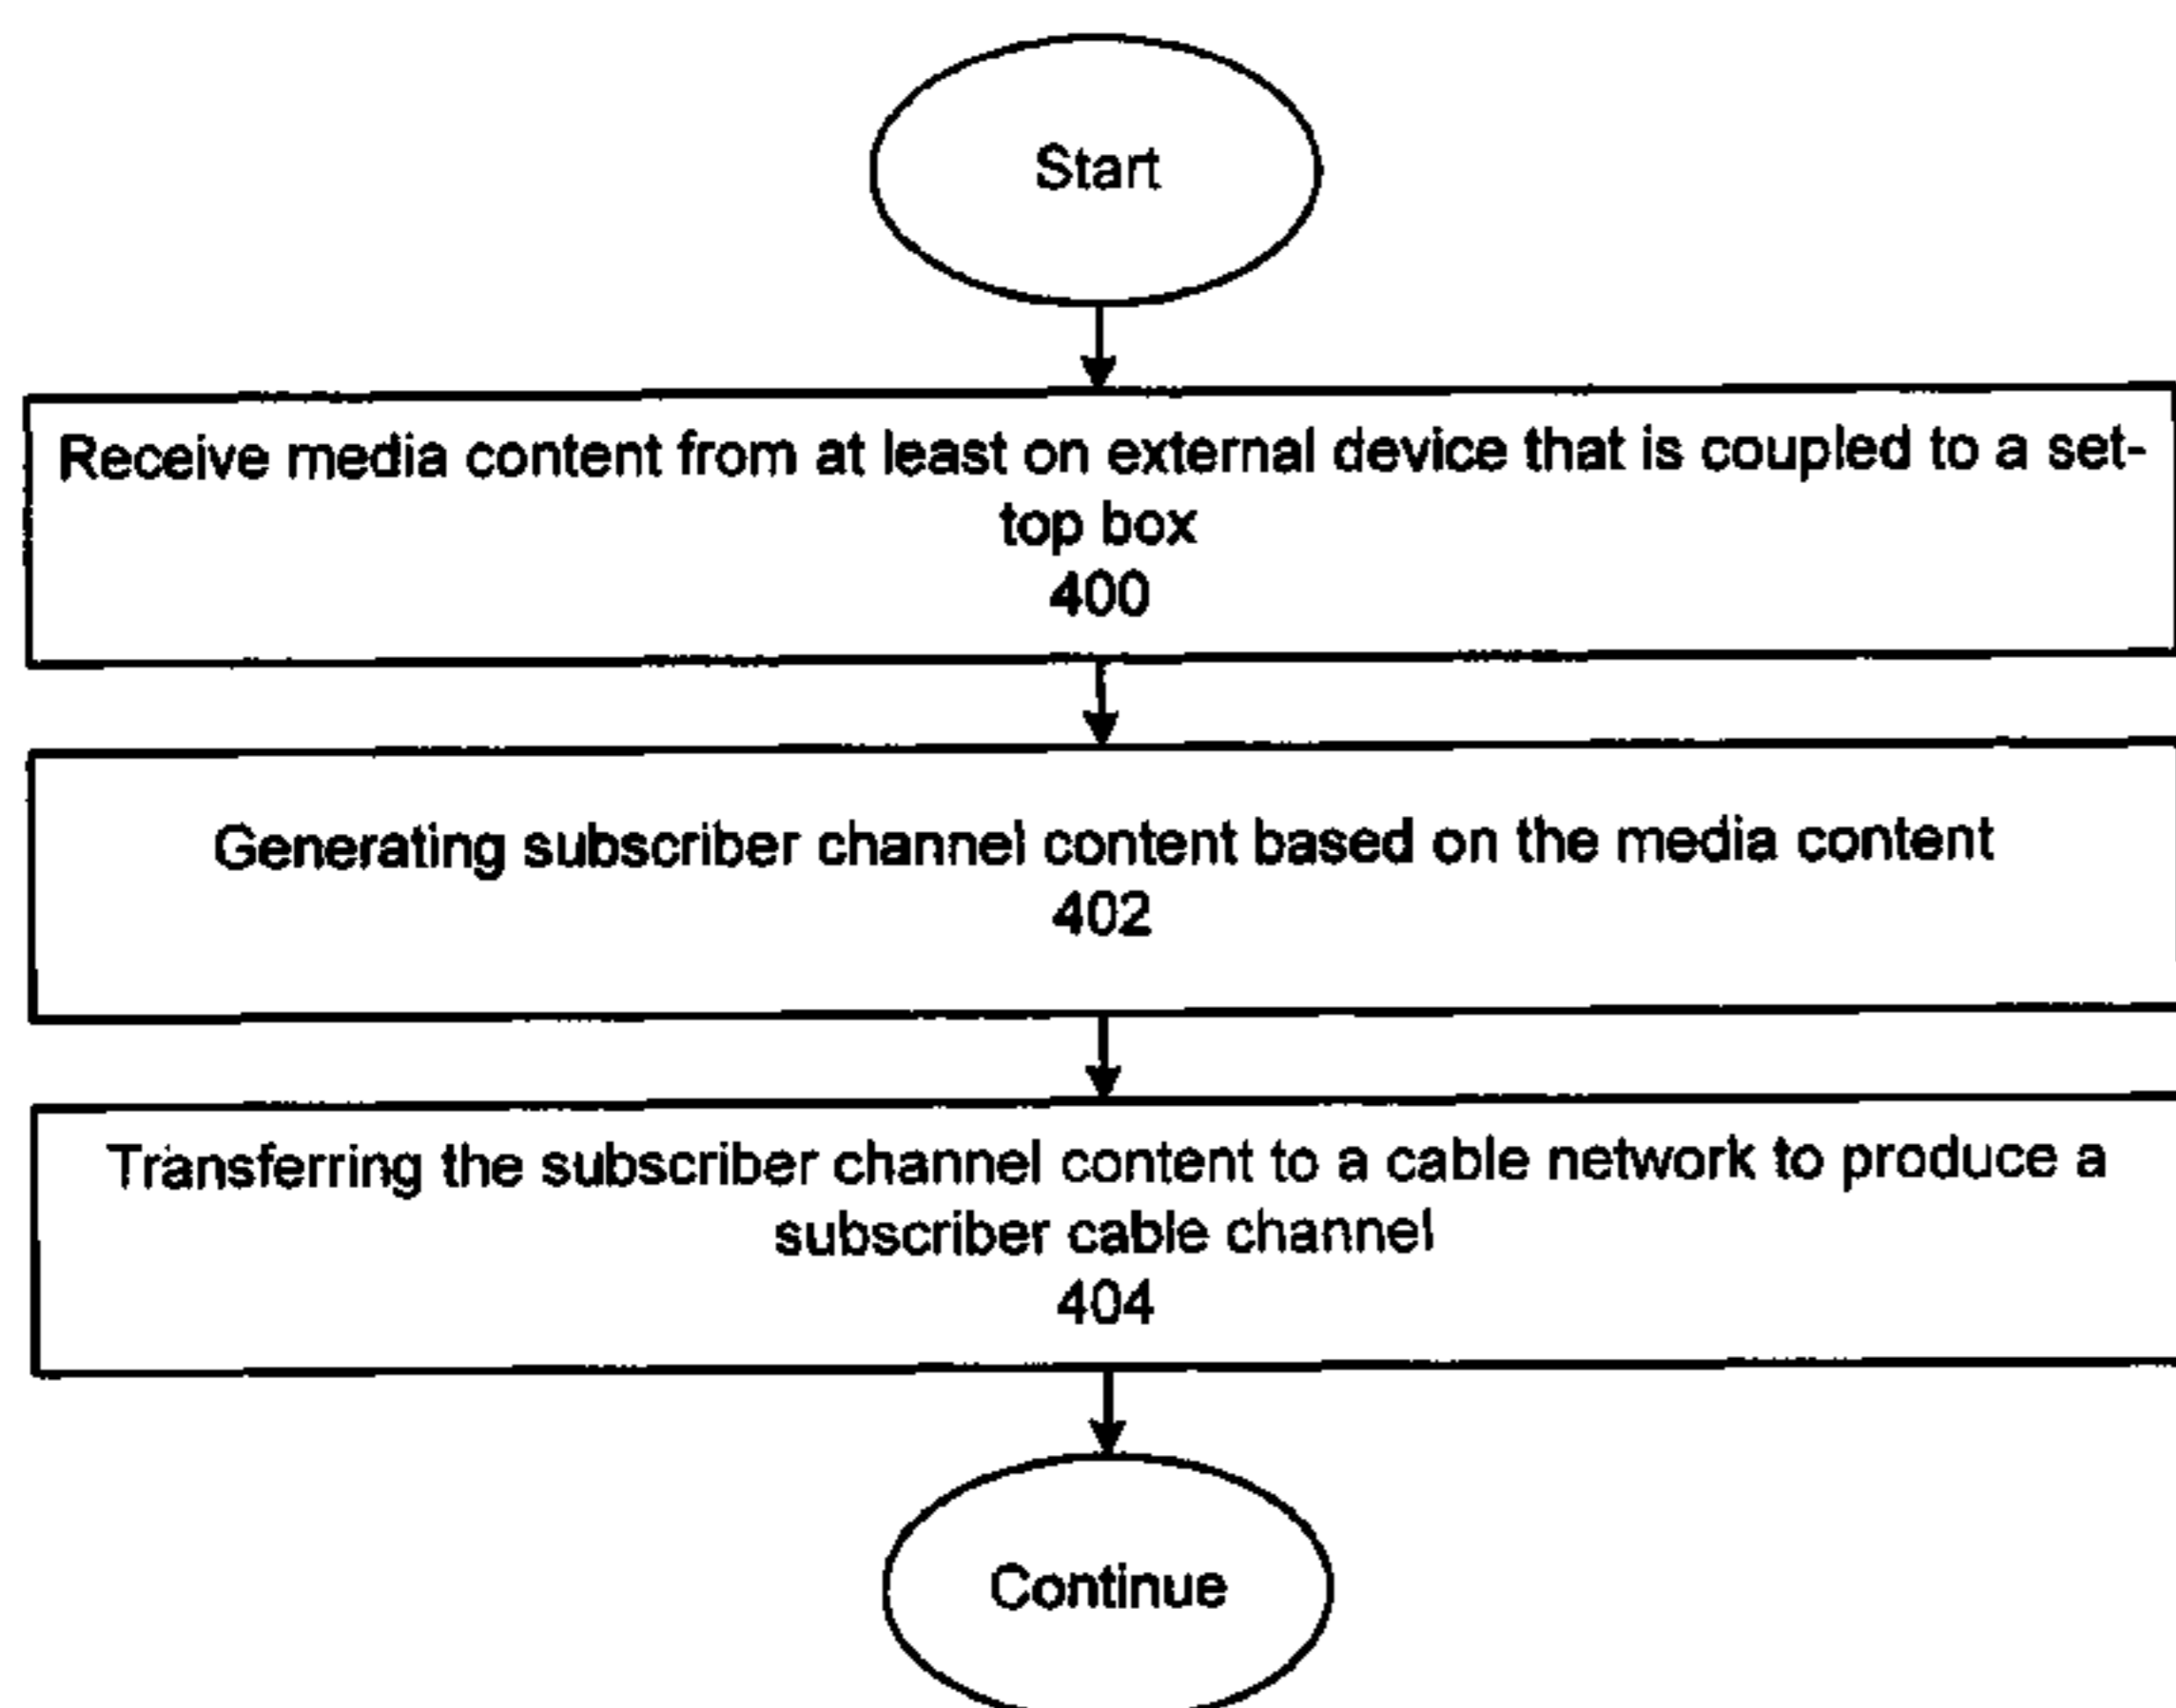 Start
Receive media content from at least on external device that is coupled to a set-
top box
400
Generating subscriber channel content based on the media content
402
Transferring the subscriber channel content to a cable network to produce a
subscriber cable channel
404
Continue